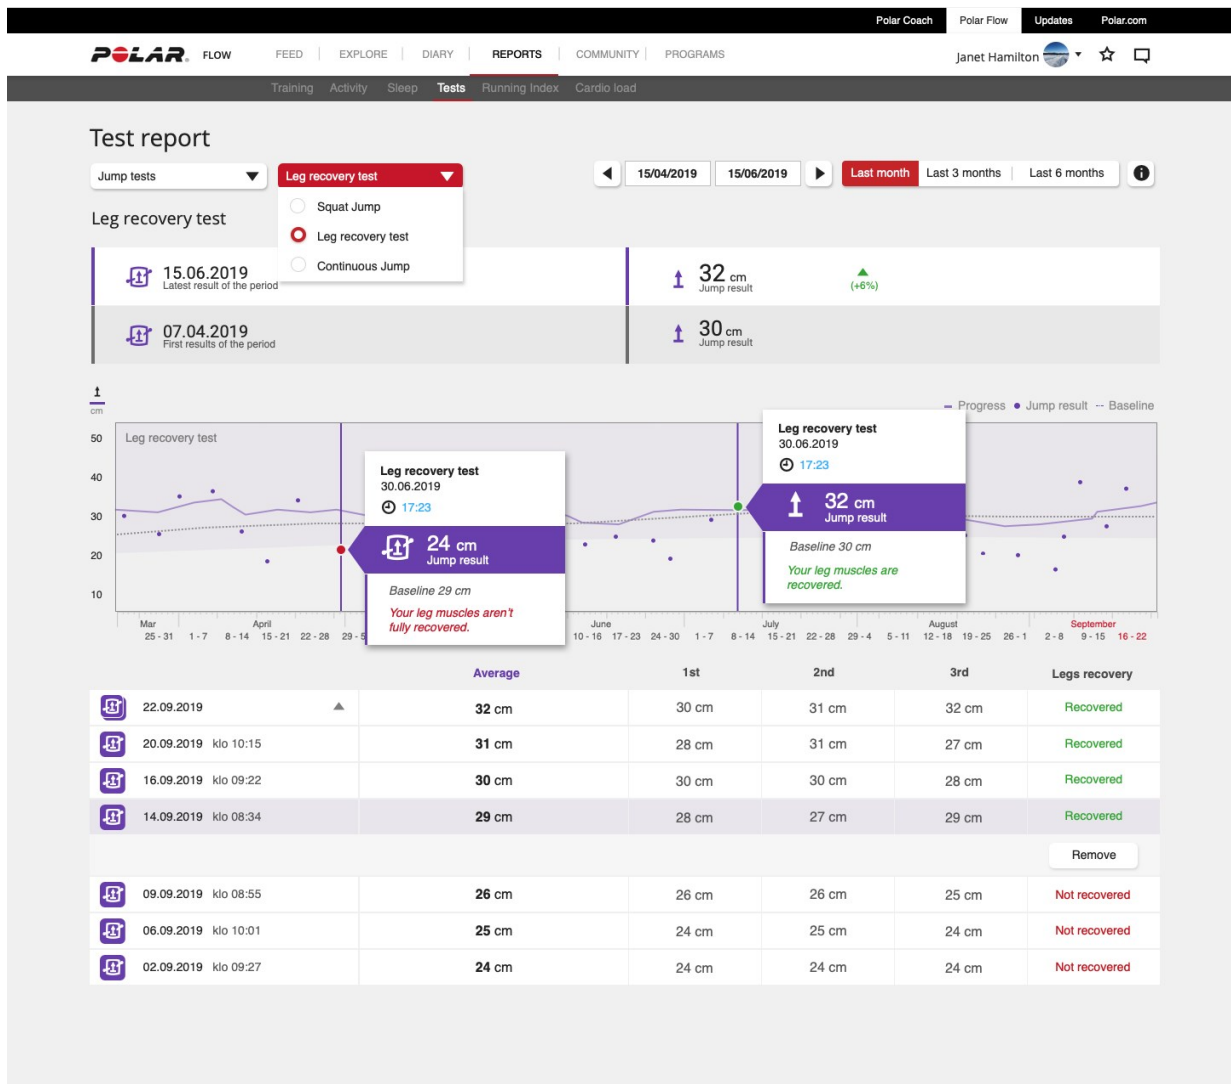 Polar Coach Polar Flow Updates Polar.com
POLAR. FLOW FEED EXPLORE DIARY REPORTS COMMUNITY PROGRAMS Janet Hamilton
Training Activity Sleep Tests Running Index Cardio load
Test report
Jump tests Leg recovery test 15/04/2019 15/06/2019 Last month Last 3 months Last 6 months
Squat Jump
Leg recovery test
Continuous Jump
Leg recovery test
15.06.2019
Latest result of the period
32 cm
Jump result
(+6%)
07.04.2019
First results of the period
30 cm
Jump result
cm
Progress Jump result Baseline
50
40
30
20
10
Leg recovery test
Leg recovery test
30.06.2019
17:23
24 cm
Jump result
Baseline 29 cm
Your leg muscles aren't
fully recovered.
Leg recovery test
30.06.2019
17:23
32 cm
Jump result
Baseline 30 cm
Your leg muscles are
recovered.
Mar April June July August September
25 - 31 1 - 7 8 - 14 15 - 21 22 - 28 29 - 5 10 - 16 17 - 23 24 - 30 1 - 7 8 - 14 15 - 21 22 - 28 29 - 4 5 - 11 12 - 18 19 - 25 26 - 1 2 - 8 9 - 15 16 - 22
Average 1st 2nd 3rd Legs recovery
22.09.2019 32 cm 30 cm 31 cm 32 cm Recovered
20.09.2019 klo 10:15 31 cm 28 cm 31 cm 27 cm Recovered
16.09.2019 klo 09:22 30 cm 30 cm 30 cm 28 cm Recovered
14.09.2019 klo 08:34 29 cm 28 cm 27 cm 29 cm Recovered
Remove
09.09.2019 klo 08:55 26 cm 26 cm 26 cm 25 cm Not recovered
06.09.2019 klo 10:01 25 cm 24 cm 25 cm 24 cm Not recovered
02.09.2019 klo 09:27 24 cm 24 cm 24 cm 24 cm Not recovered